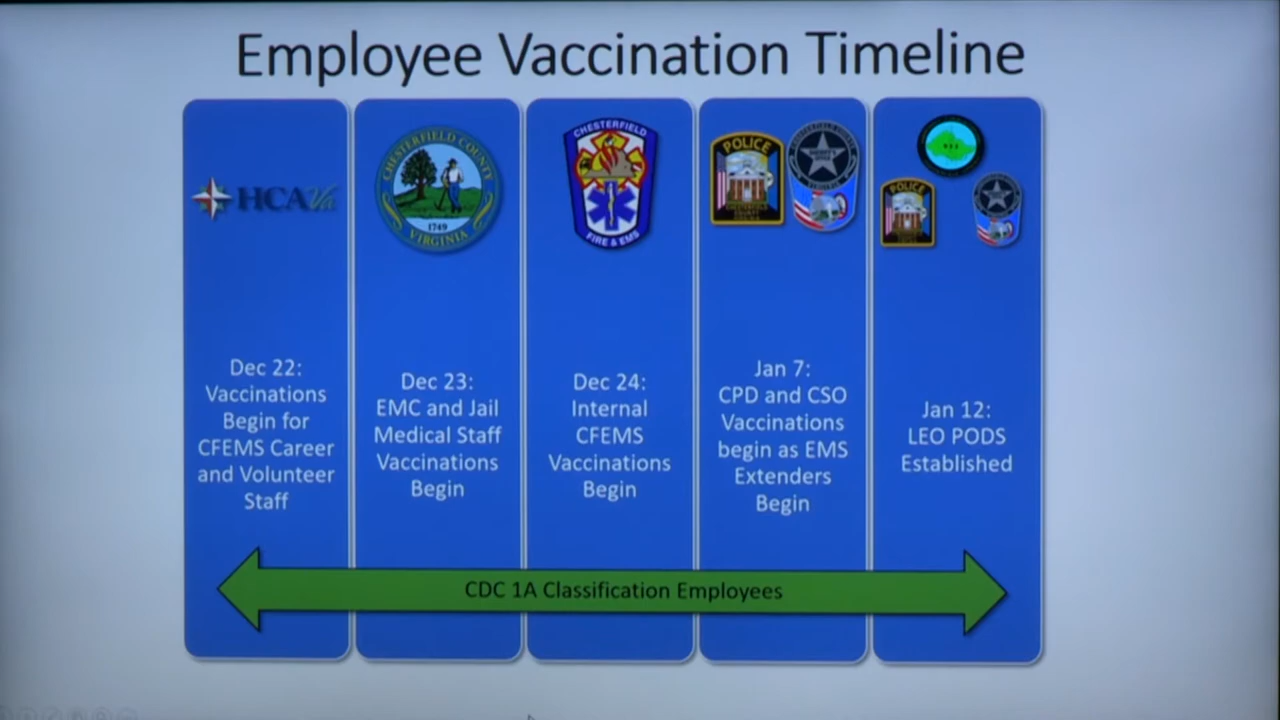 Employee Vaccination Timeline
HCAVa
CHESTERFIELD COUNTY
1749
VIRGINIA
CHESTERFIELD
FIRE & EMS
POLICE
POLICE
Dec 22:
Vaccinations
Begin for
CFEMS Career
and Volunteer
Staff
Dec 23:
EMC and Jail
Medical Staff
Vaccinations
Begin
Dec 24:
Internal
CFEMS
Vaccinations
Begin
Jan 7:
CPD and CSO
Vaccinations
begin as EMS
Extenders
Begin
Jan 12:
LEO PODS
Established
CDC 1A Classification Employees